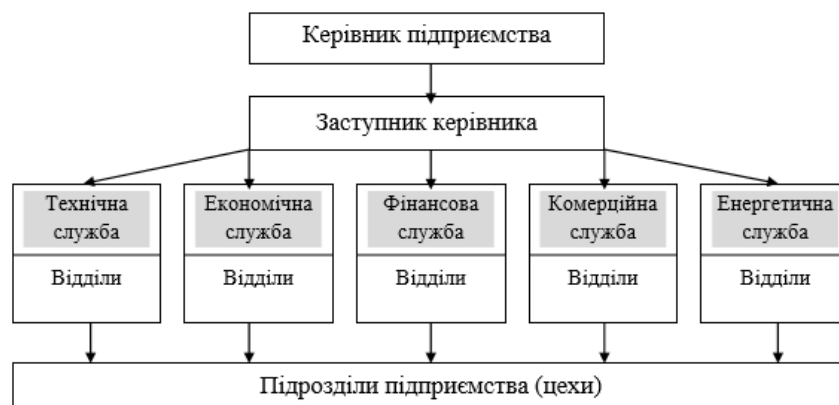 Керівник підприємства
Заступник керівника
Технічна
служба
Економічна
служба
Фінансова
служба
Комерційна
служба
Енергетична
служба
Відділи
Відділи
Відділи
Відділи
Відділи
Підрозділи підприємства (цехи)